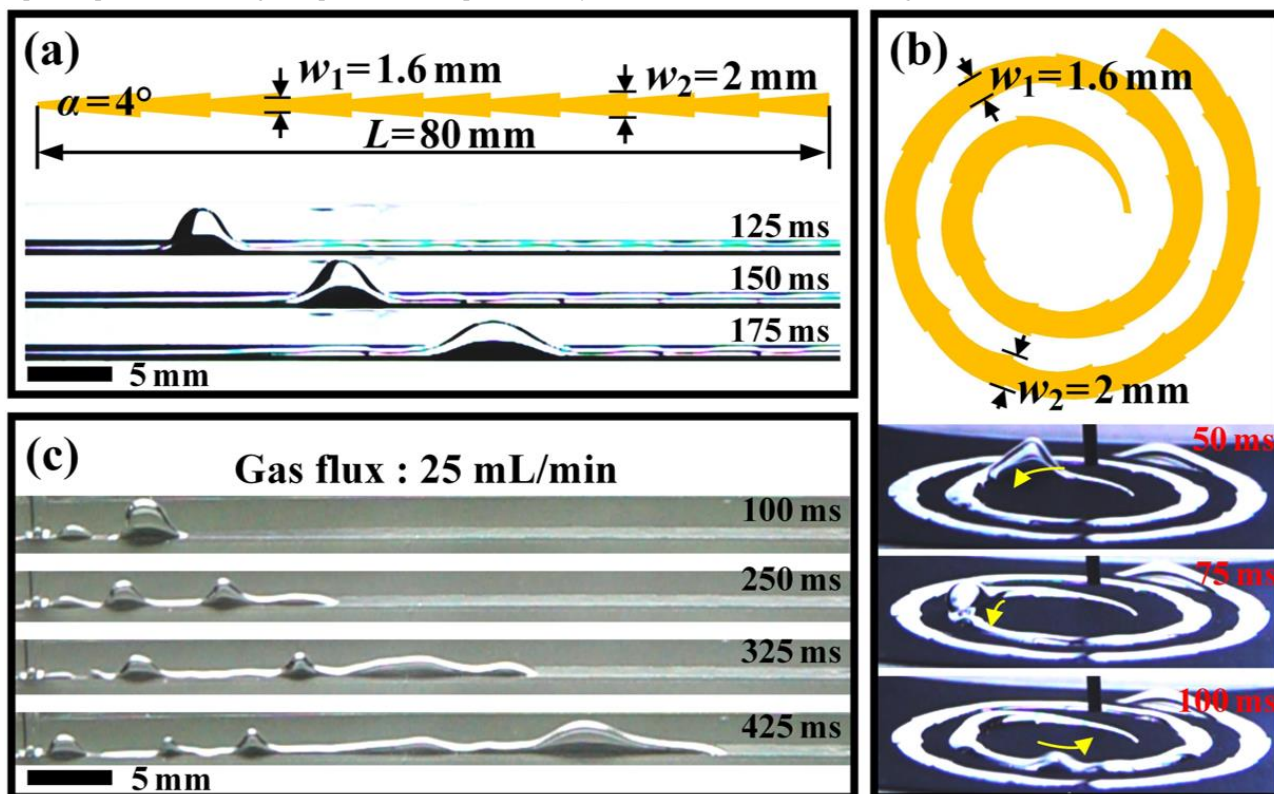 (a)
w₁=1.6 mm
w₂=2 mm
α=4°
L=80 mm
125 ms
150 ms
175 ms
5 mm
(b)
w₁=1.6 mm
w₂=2 mm
50 ms
75 ms
100 ms
(c)
Gas flux : 25 mL/min
100 ms
250 ms
325 ms
425 ms
5 mm